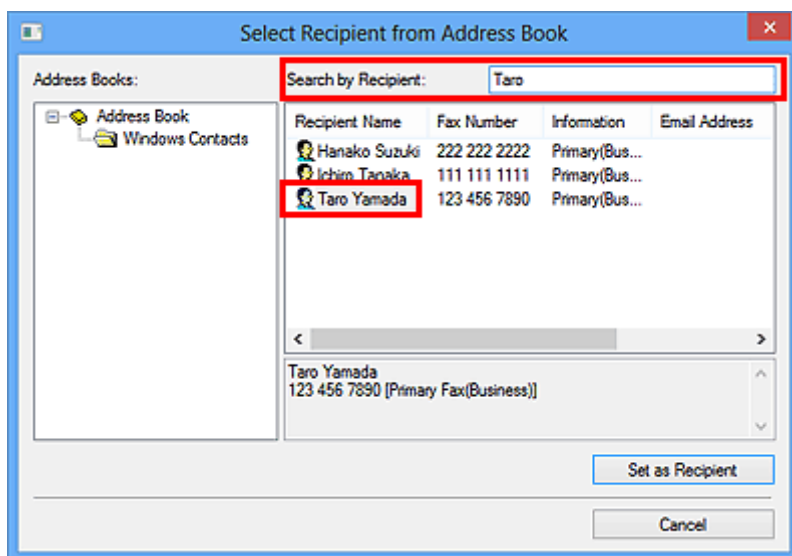 Select Recipient from Address Book
Address Books:
Search by Recipient: Taro
Address Book
Windows Contacts
Recipient Name Fax Number Information Email Address
Hanako Suzuki 222 222 2222 Primary(Bus...
Ichiro Tanaka 111 111 1111 Primary(Bus...
Taro Yamada 123 456 7890 Primary(Bus...
Taro Yamada
123 456 7890 [Primary Fax(Business)]
Set as Recipient
Cancel